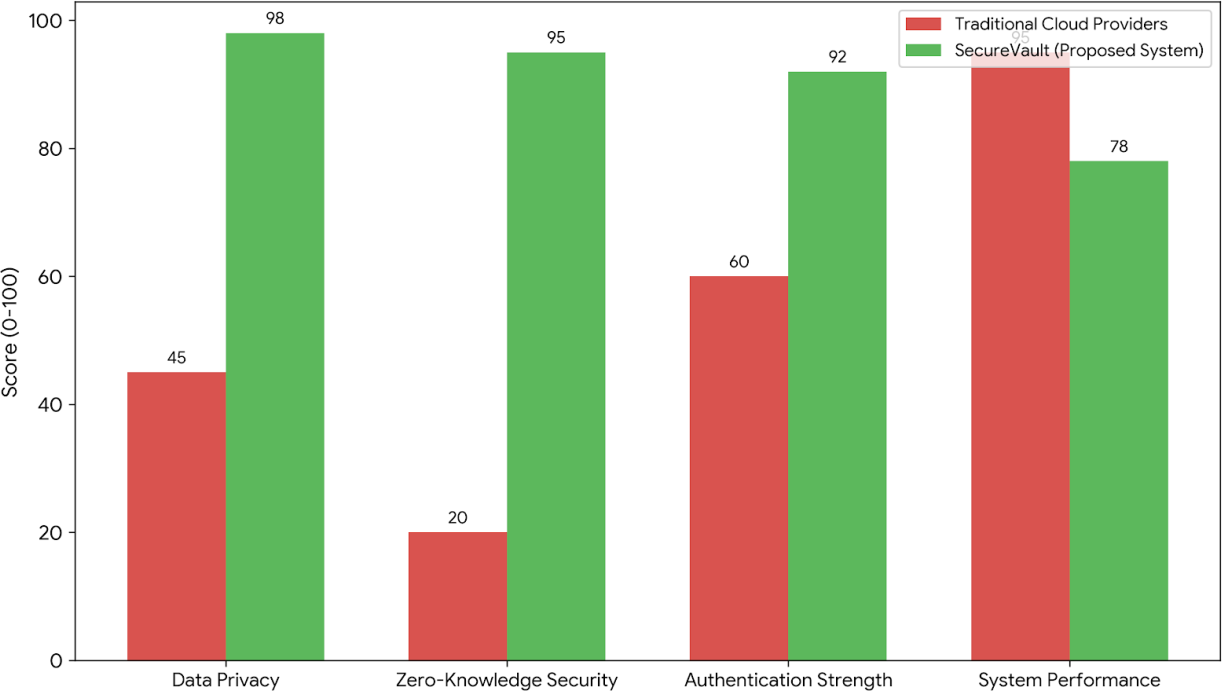 Traditional Cloud Providers
SecureVault (Proposed System)
Score (0-100)
100
80
60
40
20
0
45
98
20
95
60
92
95
78
Data Privacy
Zero-Knowledge Security
Authentication Strength
System Performance